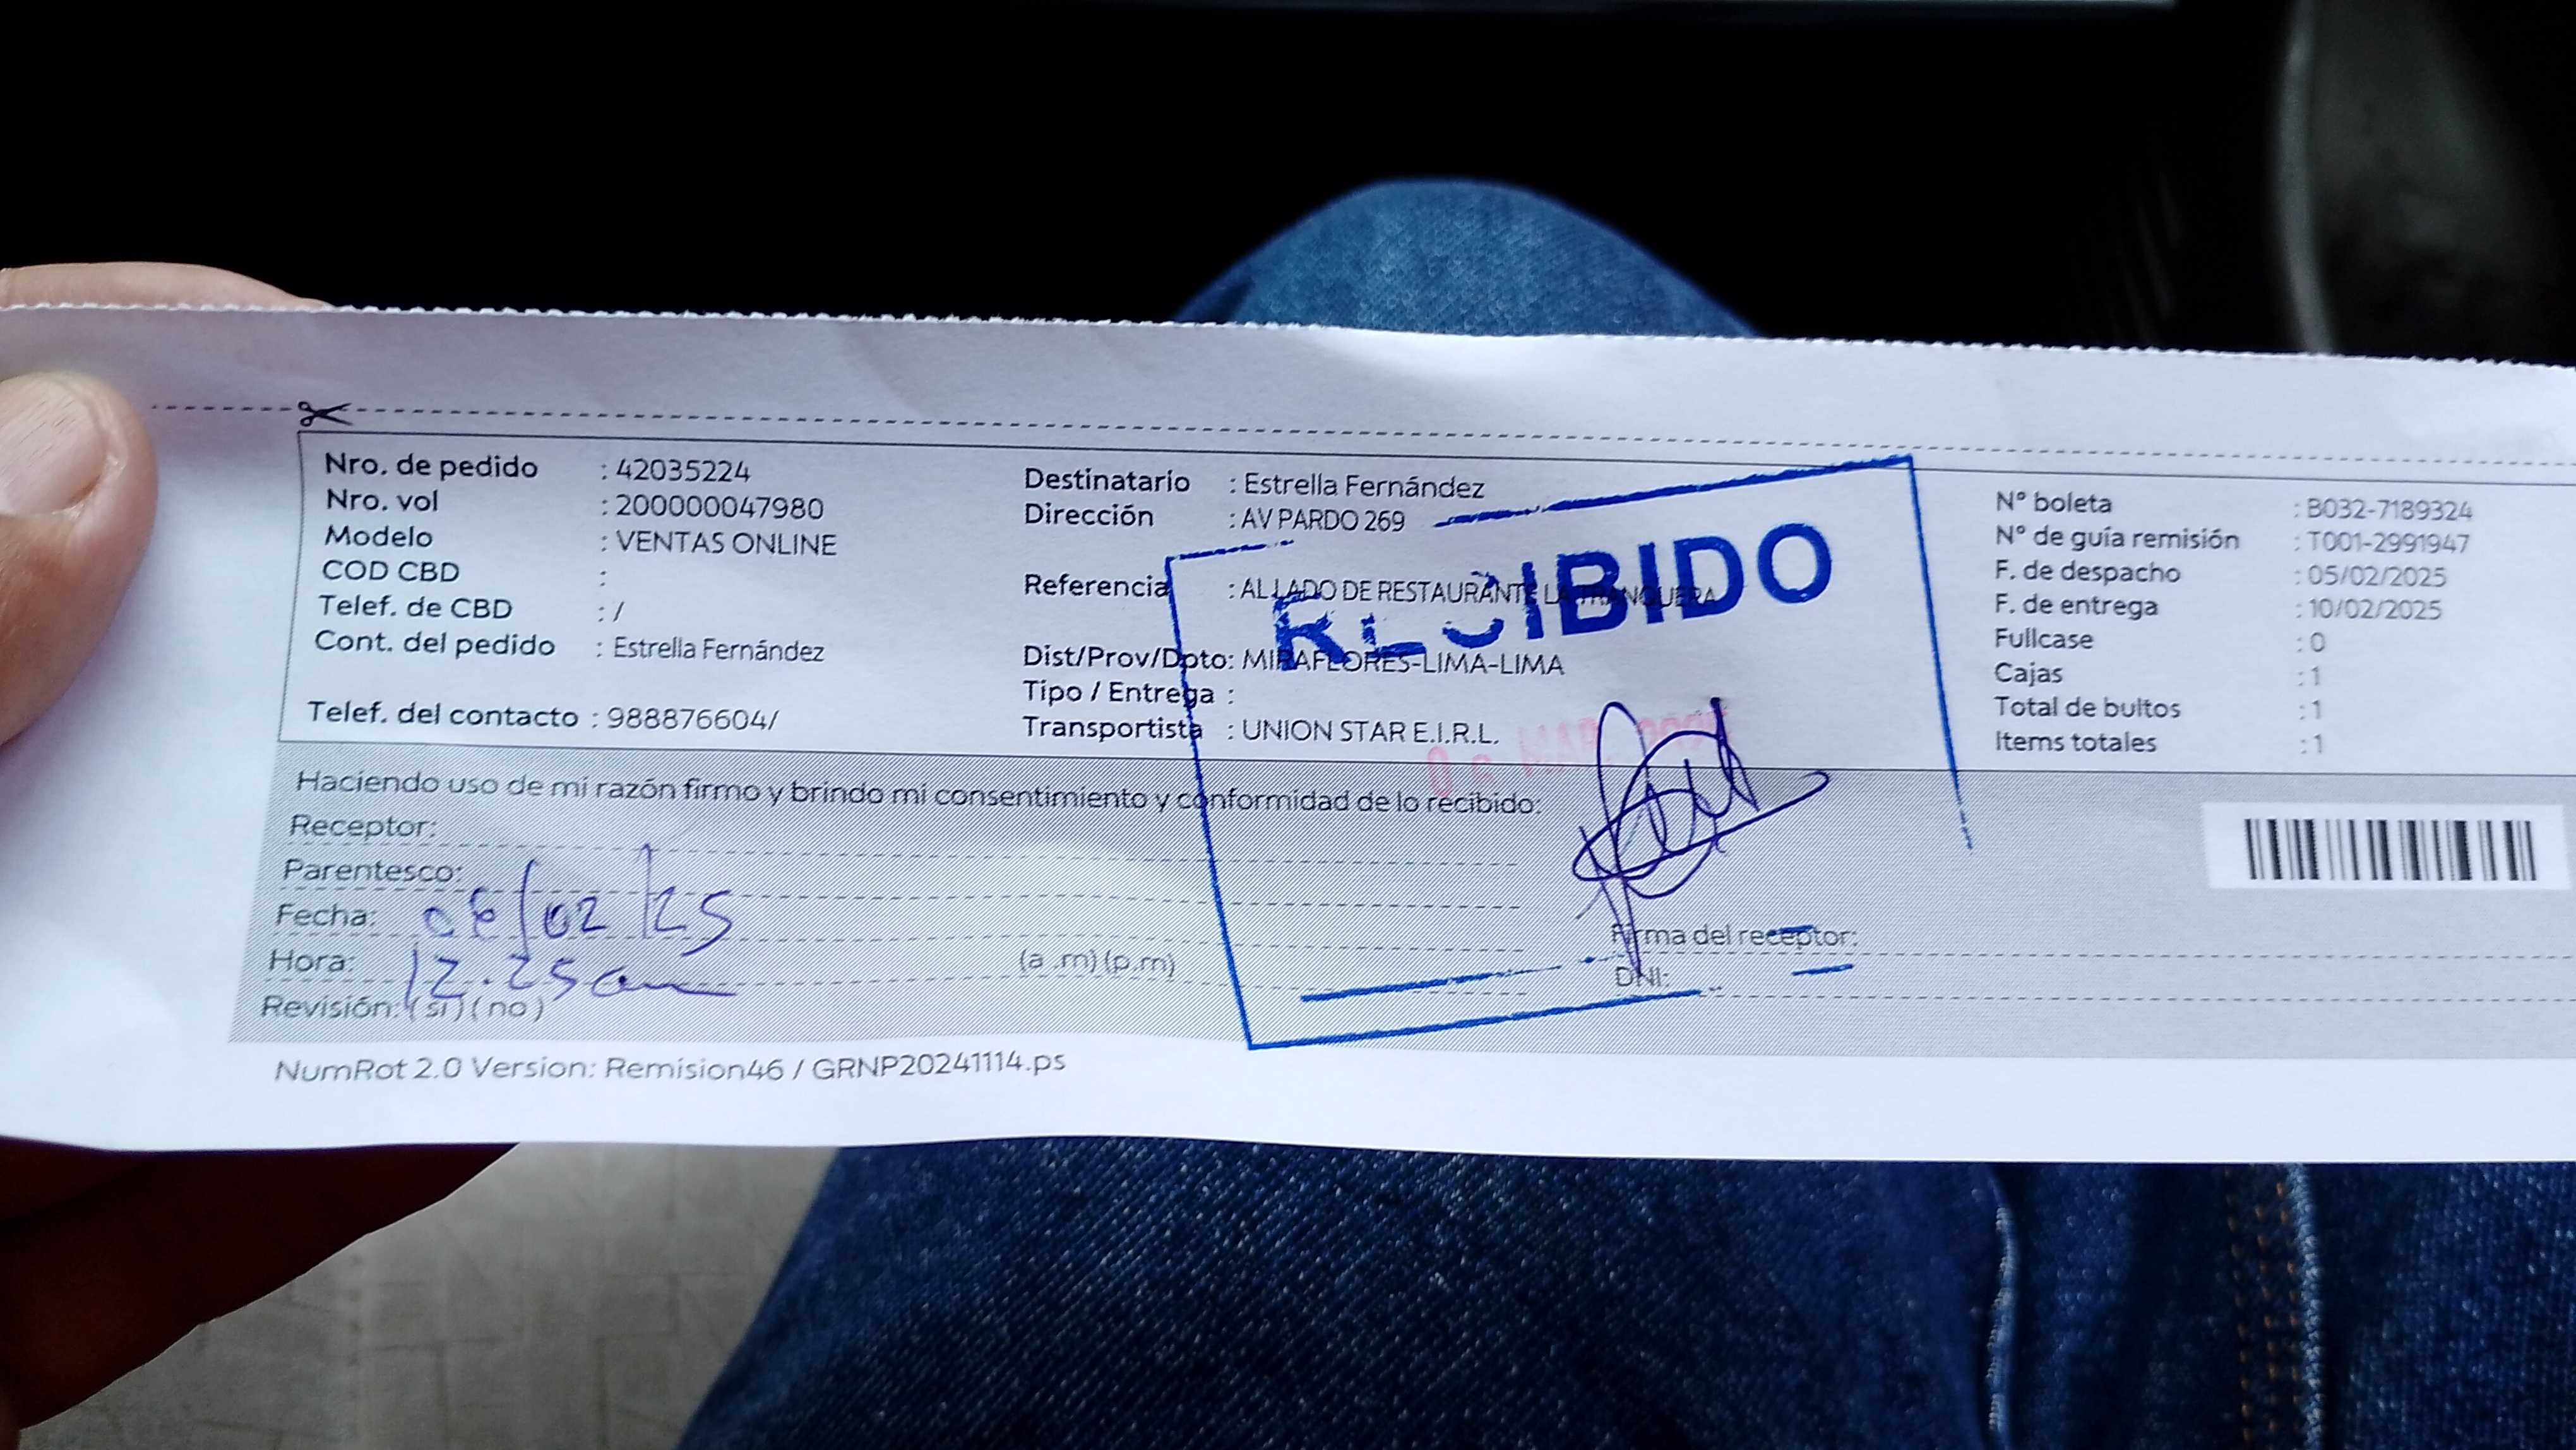 Nro. de pedido : 42035224
Nro. vol : 200000047980
Modelo : VENTAS ONLINE
COD CBD :
Telef. de CBD : /
Cont. del pedido : Estrella Fernández
Telef. del contacto : 988876604/
Destinatario : Estrella Fernández
Dirección : AV PARDO 269
Referencia : AL LADO DE RESTAURANTE LA TRANQUERA
Dist/Prov/Dpto: MIRAFLORES-LIMA-LIMA
Tipo / Entrega :
Transportista : UNION STAR E.I.R.L.
RECIBIDO
N° boleta : B032-7189324
N° de guía remisión : T001-2991947
F. de despacho : 05/02/2025
F. de entrega : 10/02/2025
Fullcase : 0
Cajas : 1
Total de bultos : 1
Items totales : 1
Haciendo uso de mi razón firmo y brindo mi consentimiento y conformidad de lo recibido:
Receptor:
Parentesco:
Fecha: 06/02/25
Hora: 12.25am (a .m) (p.m)
Revisión: (si) (no)
Firma del receptor:
DNI:
NumRot 2.0 Version: Remision46 / GRNP20241114.ps